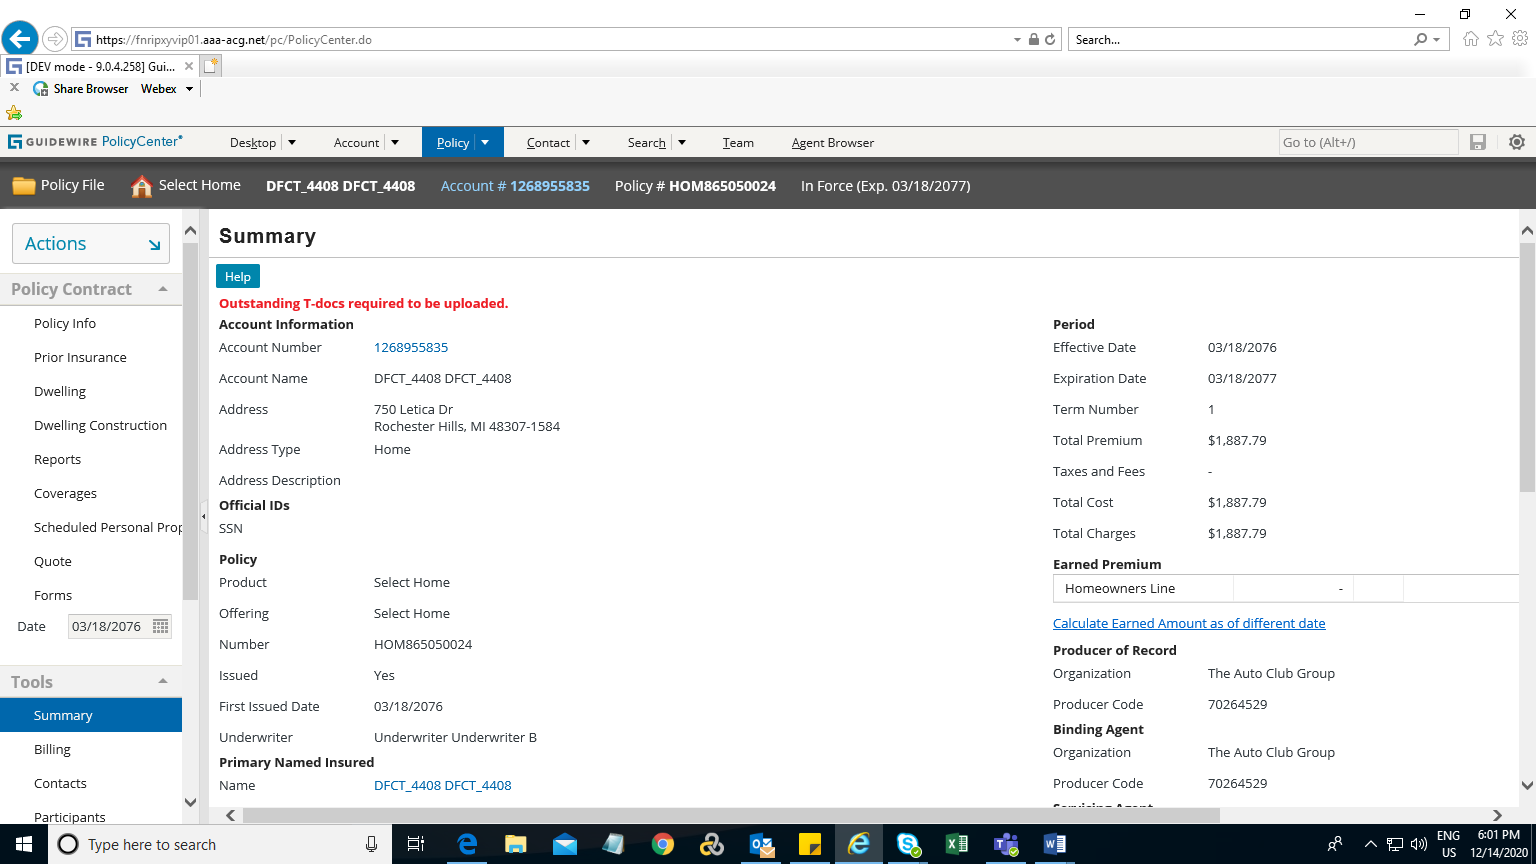 https://fnripxyvip01.aaa-acg.net/pc/PolicyCenter.do
Search...
[DEV mode - 9.0.4.258] Gui...
x Share Browser Webex
GUIDEWIRE PolicyCenter®
Desktop Account Policy Contact Search Team Agent Browser
Go to (Alt+/)
Policy File Select Home DFCT_4408 DFCT_4408 Account # 1268955835 Policy # HOM865050024 In Force (Exp. 03/18/2077)
Actions
Policy Contract
Policy Info
Prior Insurance
Dwelling
Dwelling Construction
Reports
Coverages
Scheduled Personal Prop
Quote
Forms
Date 03/18/2076
Tools
Summary
Billing
Contacts
Participants
Summary
Help
Outstanding T-docs required to be uploaded.
Account Information
Account Number 1268955835
Account Name DFCT_4408 DFCT_4408
Address 750 Letica Dr
Rochester Hills, MI 48307-1584
Address Type Home
Address Description
Official IDs
SSN
Policy
Product Select Home
Offering Select Home
Number HOM865050024
Issued Yes
First Issued Date 03/18/2076
Underwriter Underwriter Underwriter B
Primary Named Insured
Name DFCT_4408 DFCT_4408
Period
Effective Date 03/18/2076
Expiration Date 03/18/2077
Term Number 1
Total Premium $1,887.79
Taxes and Fees -
Total Cost $1,887.79
Total Charges $1,887.79
Earned Premium
Homeowners Line -
Calculate Earned Amount as of different date
Producer of Record
Organization The Auto Club Group
Producer Code 70264529
Binding Agent
Organization The Auto Club Group
Producer Code 70264529
Servicing Agent
Type here to search
ENG
US
6:01 PM
12/14/2020